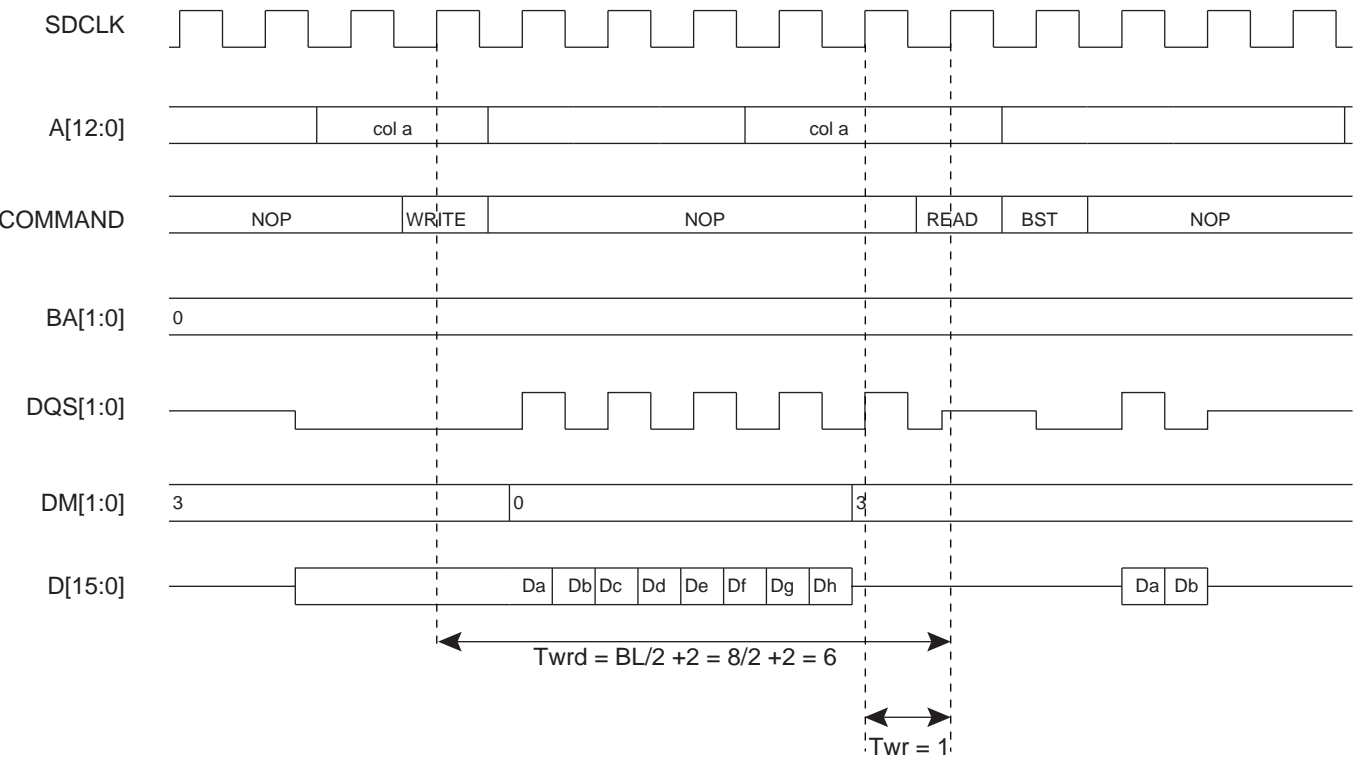 SDCLK
A[12:0] col a col a
COMMAND NOP WRITE NOP READ BST NOP
BA[1:0] 0
DQS[1:0]
DM[1:0] 3 0 3
D[15:0] Da Db Dc Dd De Df Dg Dh Da Db
Twrd = BL/2 +2 = 8/2 +2 = 6
Twr = 1